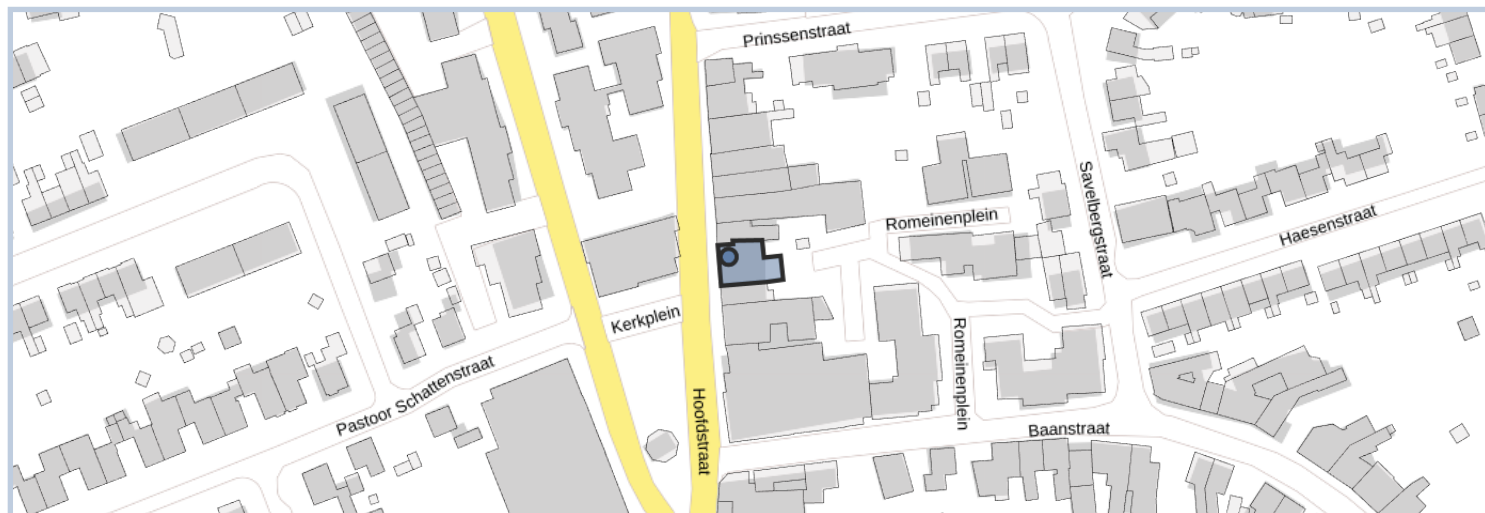 Prinssenstraat
Savelbergstraat
Romeinenplein
Haesenstraat
Kerkplein
Romeinenplein
Pastoor Schattenstraat
Hoofdstraat
Baanstraat